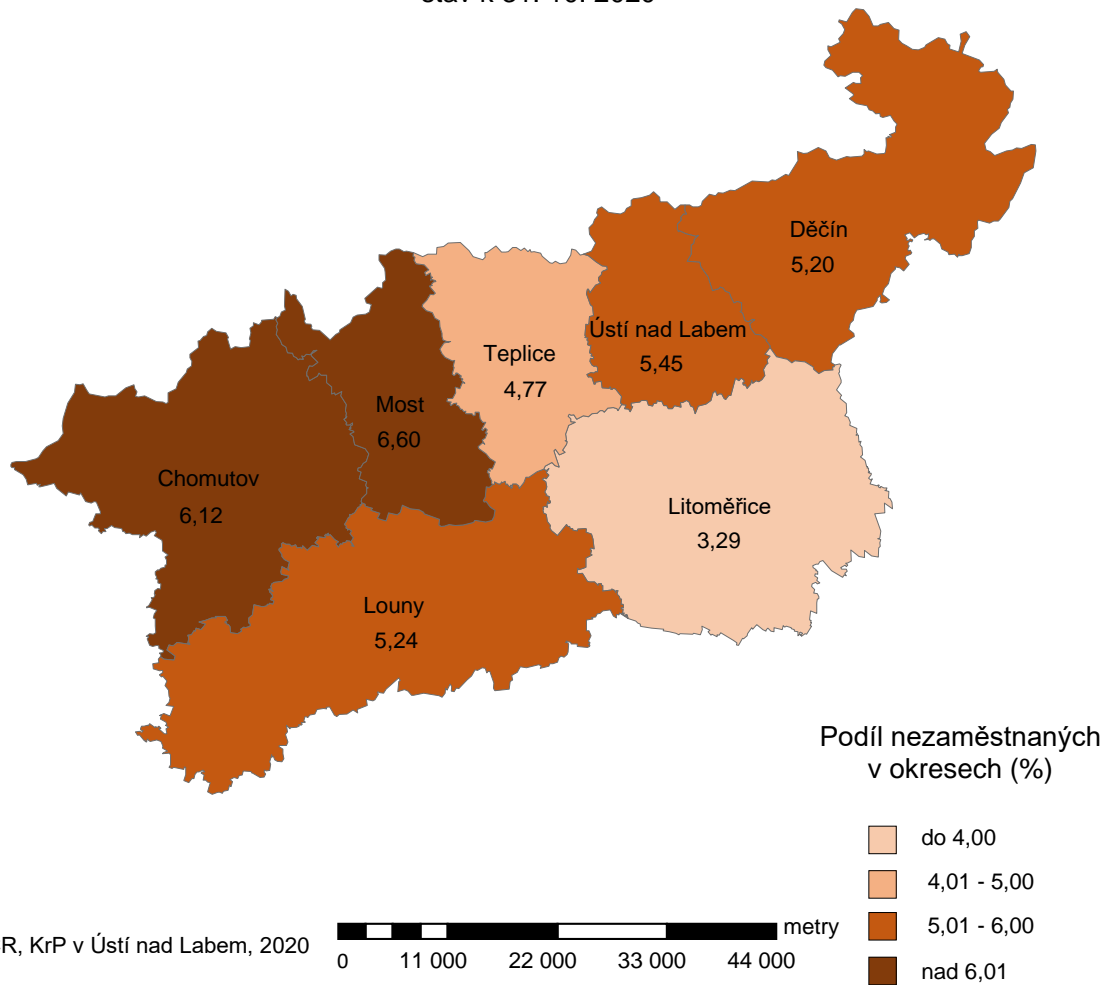 Děčín
5,20
Ústí nad Labem
5,45
Teplice
4,77
Most
6,60
Chomutov
6,12
Litoměřice
3,29
Louny
5,24
Podíl nezaměstnaných
v okresech (%)
do 4,00
4,01 - 5,00
5,01 - 6,00
nad 6,01
R, KrP v Ústí nad Labem, 2020
metry
0 11 000 22 000 33 000 44 000